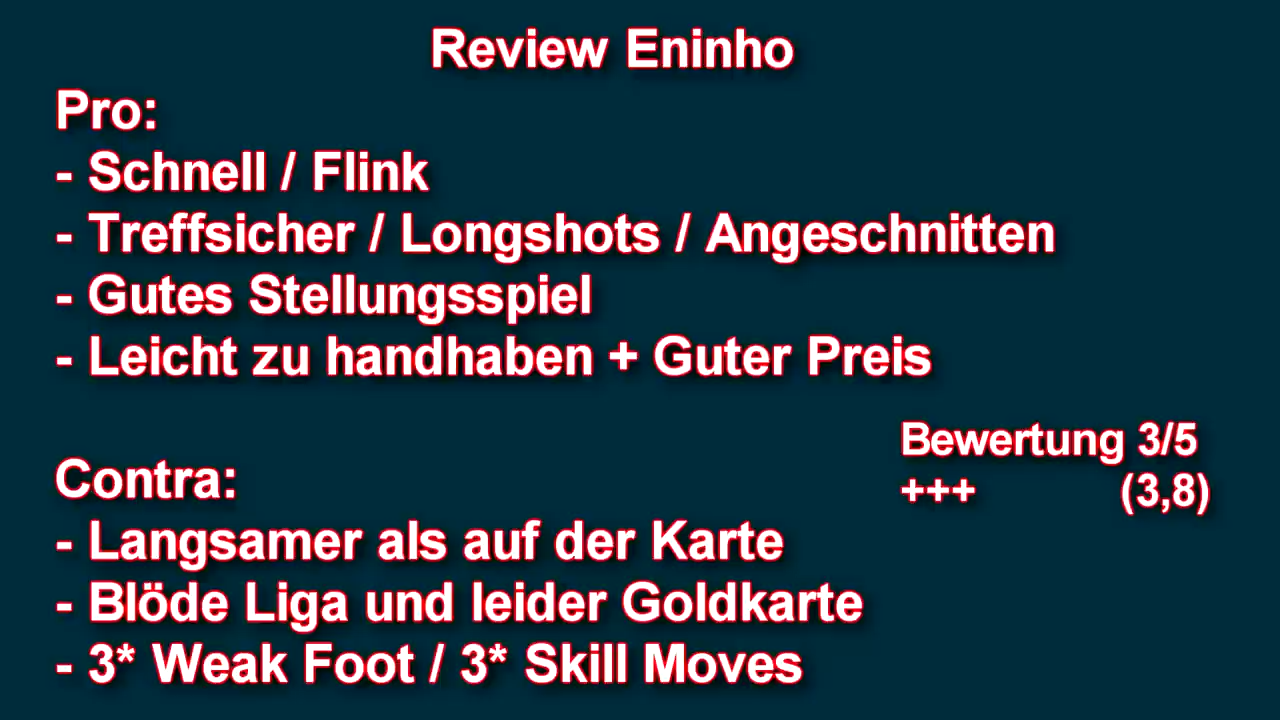 Review Eninho
Pro:
- Schnell / Flink
- Treffsicher / Longshots / Angeschnitten
- Gutes Stellungsspiel
- Leicht zu handhaben + Guter Preis
Bewertung 3/5
+++ (3,8)
Contra:
- Langsamer als auf der Karte
- Blöde Liga und leider Goldkarte
- 3* Weak Foot / 3* Skill Moves